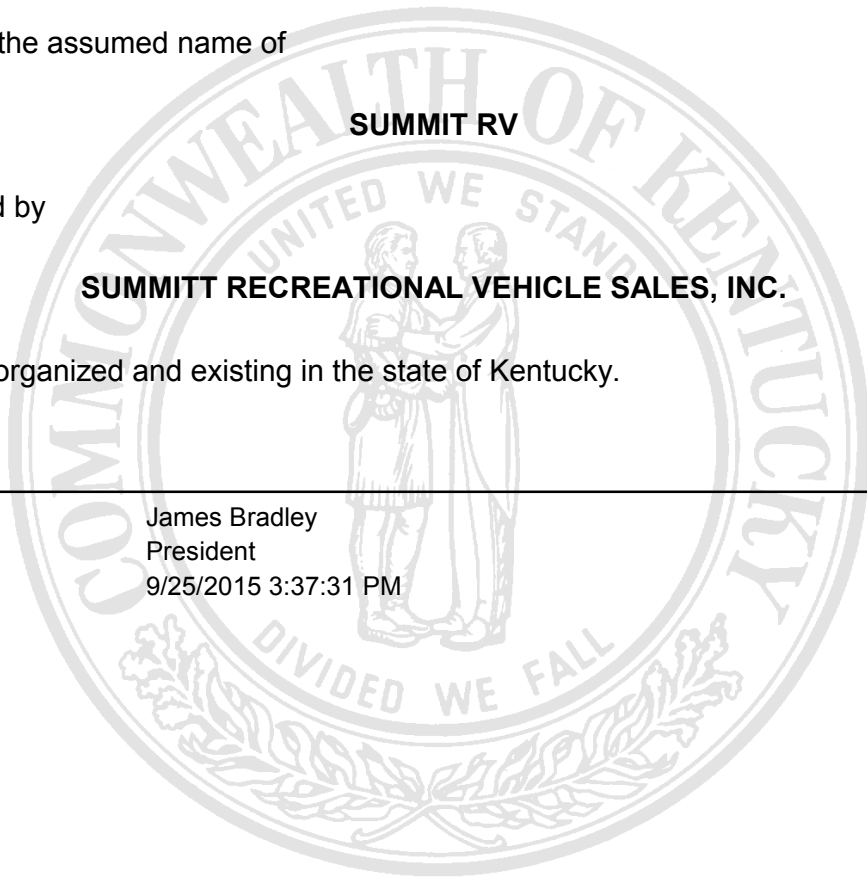 the assumed name of
SUMMIT RV
d by
SUMMITT RECREATIONAL VEHICLE SALES, INC.
organized and existing in the state of Kentucky.
James Bradley
President
9/25/2015 3:37:31 PM
COMMONWEALTH OF KENTUCKY
UNITED WE STAND
DIVIDED WE FALL